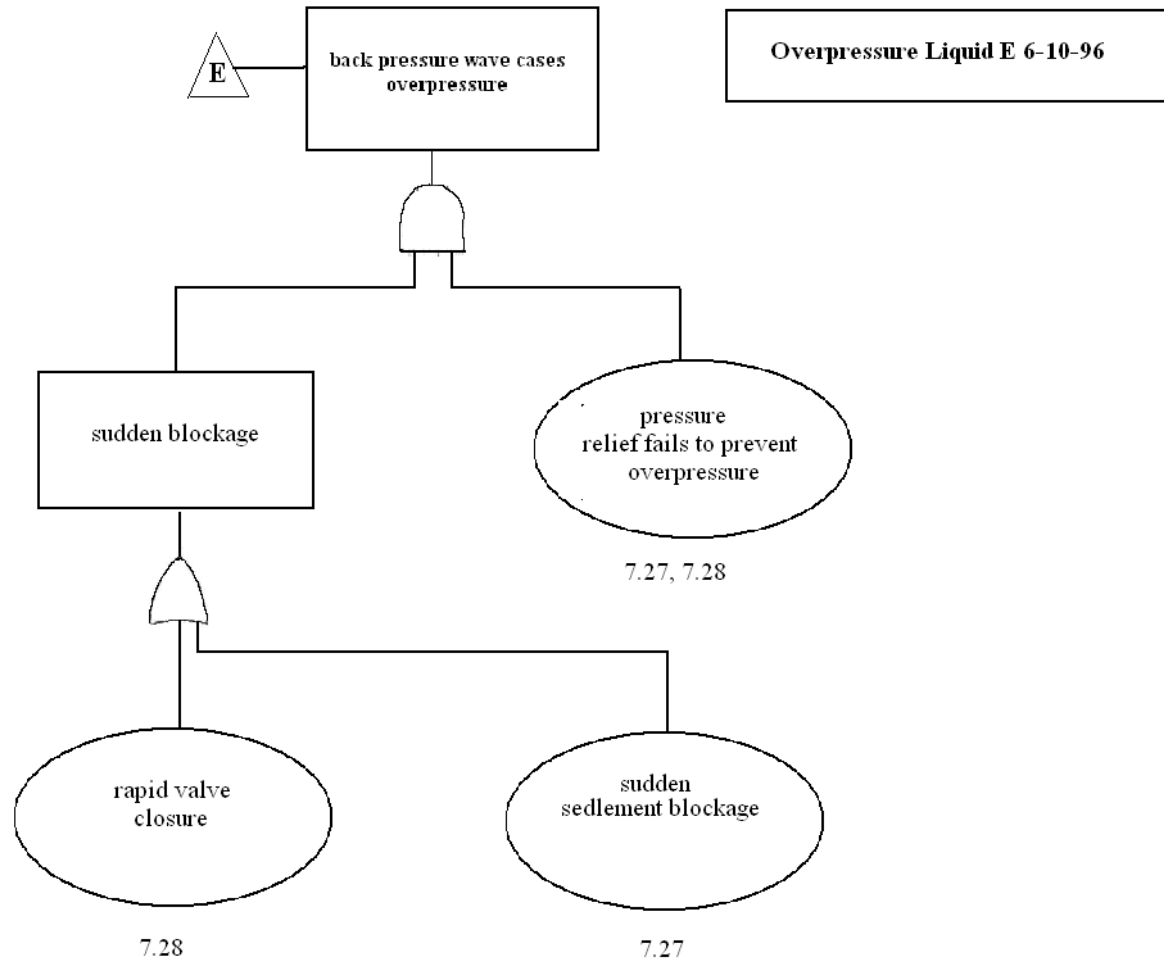 E
back pressure wave cases
overpressure
Overpressure Liquid E 6-10-96
sudden blockage
pressure
relief fails to prevent
overpressure
7.27, 7.28
rapid valve
closure
sudden
sedlement blockage
7.28
7.27